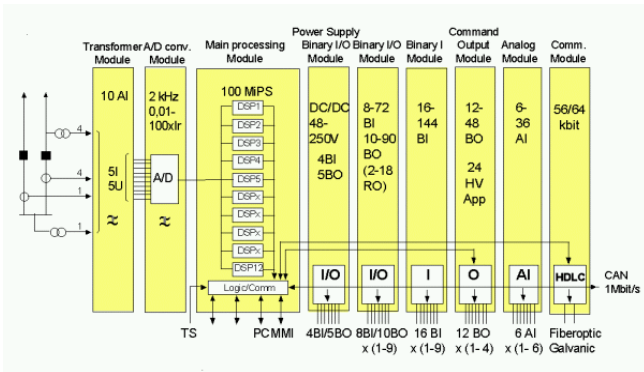 Transformer
Module
A/D conv.
Module
Main processing
Module
Power Supply
Binary I/O
Module
Binary I/O
Module
Binary I
Module
Command
Output
Module
Analog
Module
Comm.
Module
10 AI
2 kHz
0,01-
100xIr
100 MiPS
DC/DC
48-
250V
4BI
5BO
8-72
BI
10-90
BO
(2-18
RO)
16-
144
BI
12-
48
BO
24
HV
App
6-
36
AI
56/64
kbit
DSP1
DSP2
DSP3
DSP4
DSP5
DSPx
DSPx
DSPx
DSPx
DSP12
4
4
1
1
5I
5U
≈
A/D
≈
Logic/Comm
I/O
I/O
I
O
AI
HDLC
CAN
1Mbit/s
TS
PC
MMI
4BI/5BO
8BI/10BO
x (1-9)
16 BI
x (1-9)
12 BO
x (1- 4)
6 AI
x (1- 6)
Fiberoptic
Galvanic